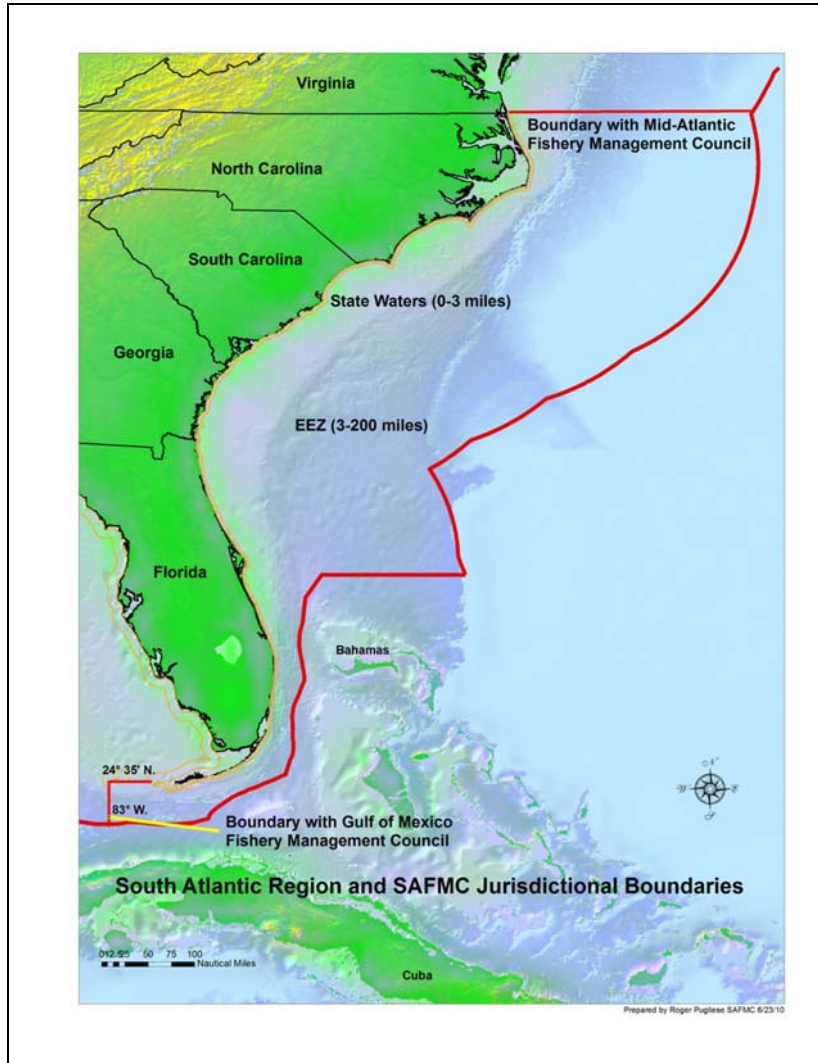 Virginia
Boundary with Mid-Atlantic
Fishery Management Council
North Carolina
South Carolina
State Waters (0-3 miles)
Georgia
EEZ (3-200 miles)
Florida
Bahamas
24° 35' N.
83° W.
Boundary with Gulf of Mexico
Fishery Management Council
N
W
E
S
South Atlantic Region and SAFMC Jurisdictional Boundaries
012.525 50 75 100
Nautical Miles
Cuba
Prepared by Roger Pugliese SAFMC 6/23/10